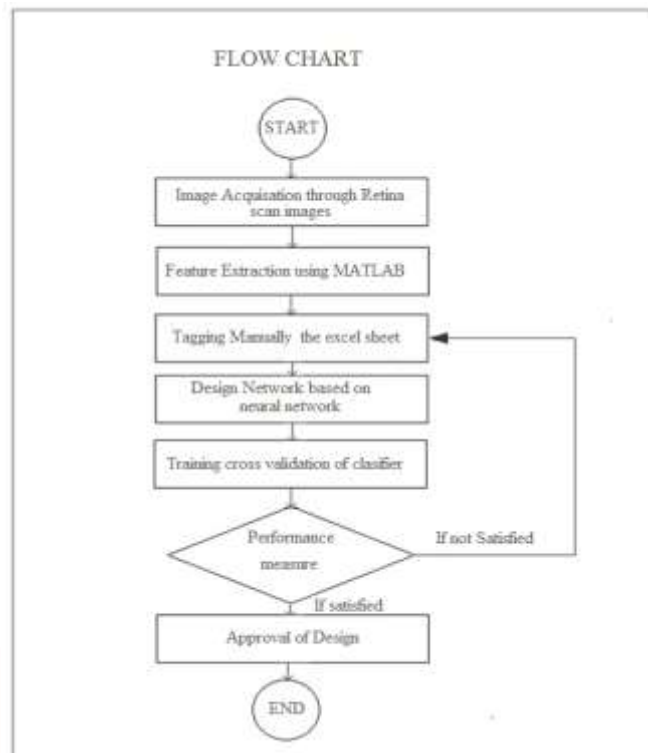 FLOW CHART
START
Image Acquisation through Retina
scan images
Feature Extraction using MATLAB
Tagging Manually the excel sheet
Design Network based on
neural network
Training cross validation of clasifier
Performance
measure
If not Satisfied
If satisfied
Approval of Design
END